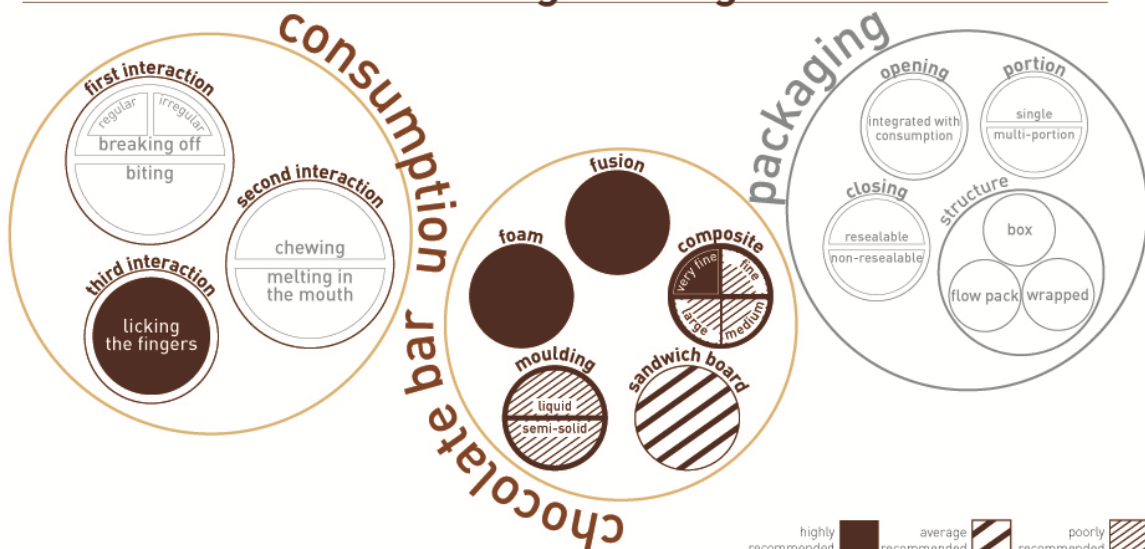 consumption
first interaction
regular
irregular
breaking off
biting
second interaction
chewing
melting in
the mouth
third interaction
licking
the fingers
chocolate bar
fusion
foam
composite
very fine
fine
large
medium
moulding
liquid
semi-solid
sandwich board
packaging
opening
integrated with
consumption
portion
single
multi-portion
closing
resealable
non-resealable
structure
box
flow pack
wrapped
highly
recommended
average
recommended
poorly
recommended